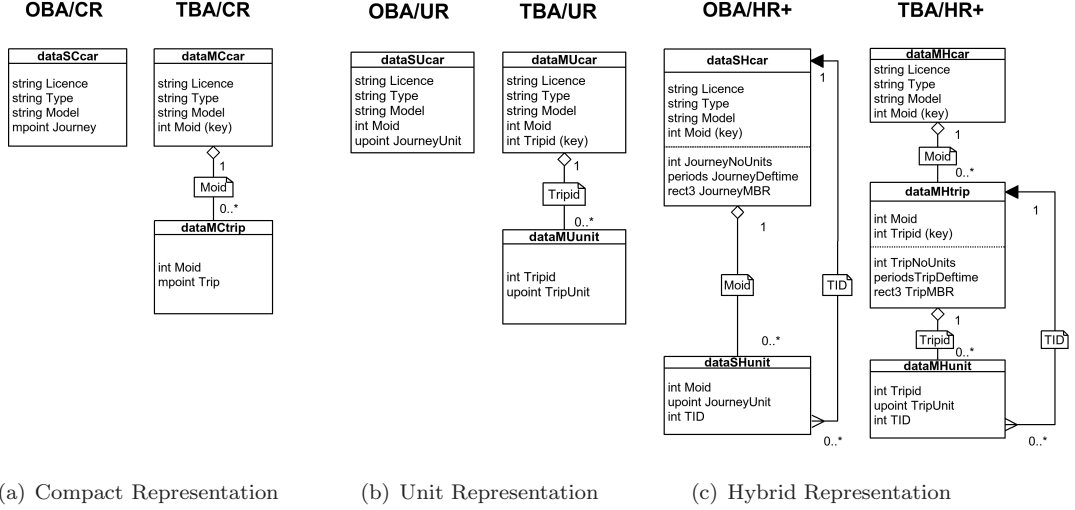 OBA/CR
TBA/CR
OBA/UR
TBA/UR
OBA/HR+
TBA/HR+
dataSCcar
string Licence
string Type
string Model
mpoint Journey
dataMCcar
string Licence
string Type
string Model
int Moid (key)
1
Moid
0..*
dataMCtrip
int Moid
mpoint Trip
dataSUcar
string Licence
string Type
string Model
int Moid
upoint JourneyUnit
dataMUcar
string Licence
string Type
string Model
int Moid
int Tripid (key)
1
Tripid
0..*
dataMUunit
int Tripid
upoint TripUnit
dataSHcar
string Licence
string Type
string Model
int Moid (key)
int JourneyNoUnits
periods JourneyDeftime
rect3 JourneyMBR
1
1
Moid
TID
0..*
dataSHunit
int Moid
upoint JourneyUnit
int TID
0..*
dataMHcar
string Licence
string Type
string Model
int Moid (key)
1
Moid
0..*
dataMHtrip
int Moid
int Tripid (key)
int TripNoUnits
periodsTripDeftime
rect3 TripMBR
1
1
Tripid
TID
0..*
dataMHunit
int Tripid
upoint TripUnit
int TID
0..*
(a) Compact Representation
(b) Unit Representation
(c) Hybrid Representation